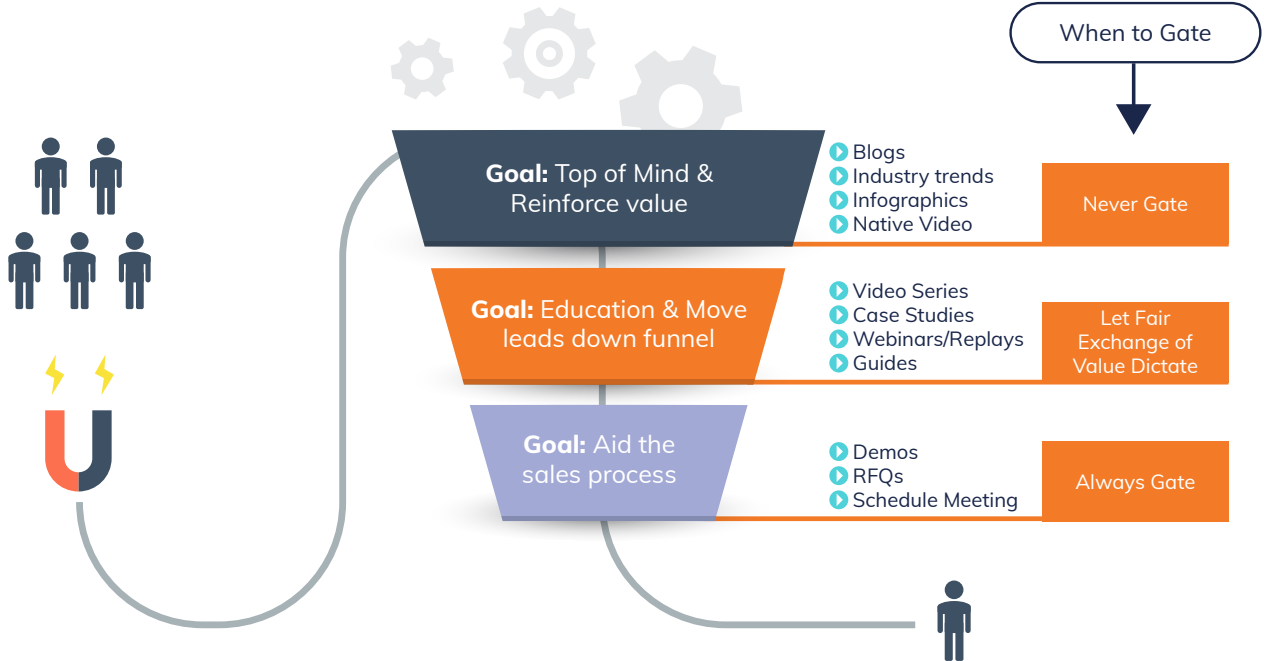 When to Gate
Goal: Top of Mind &
Reinforce value
Blogs
Industry trends
Infographics
Native Video
Never Gate
Goal: Education & Move
leads down funnel
Video Series
Case Studies
Webinars/Replays
Guides
Let Fair
Exchange of
Value Dictate
Goal: Aid the
sales process
Demos
RFQs
Schedule Meeting
Always Gate